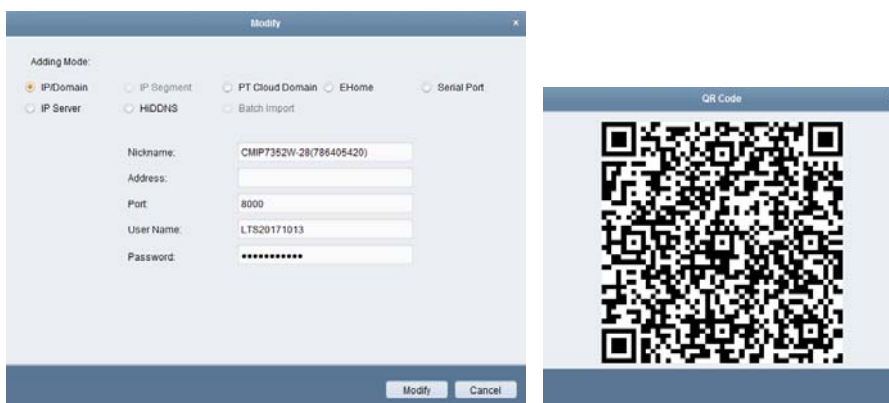 Modify ×
Adding Mode:
IP/Domain IP Segment PT Cloud Domain EHome Serial Port
IP Server HiDDNS Batch Import
Nickname: CMIP7352W-28(786405420)
Address:
Port: 8000
User Name: LTS20171013
Password: •••••••••••
Modify Cancel
QR Code ×